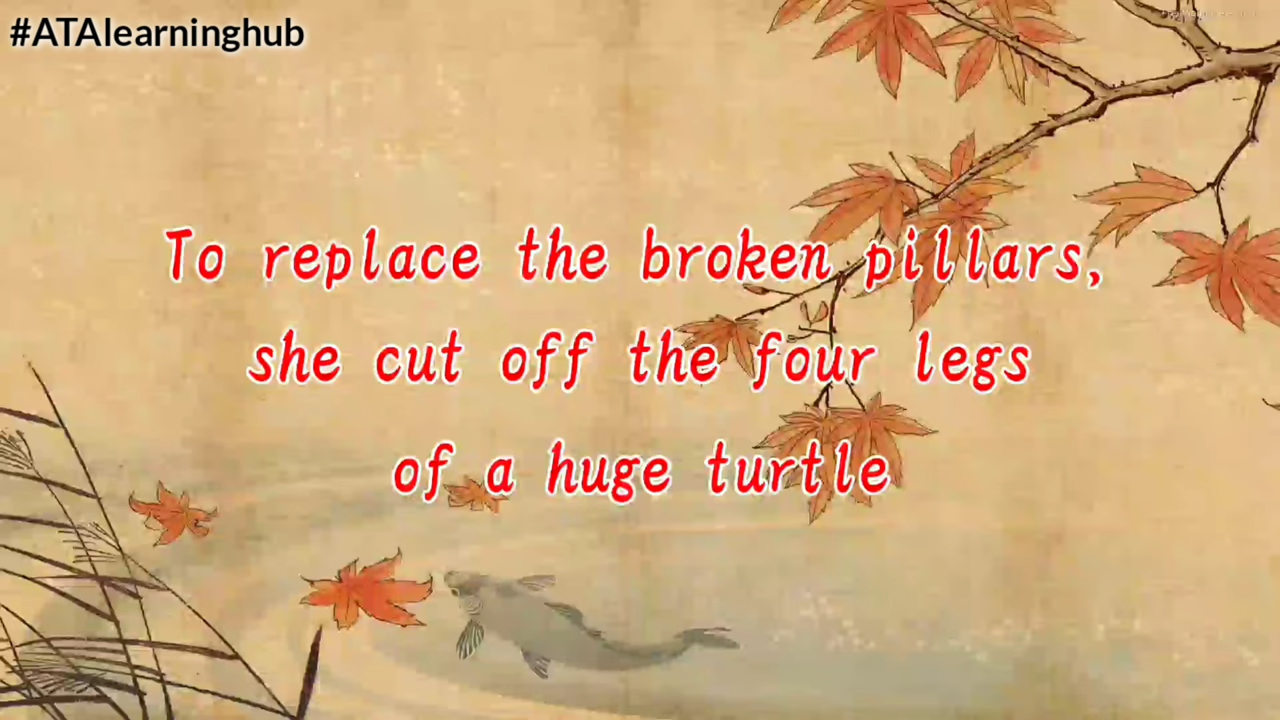 #ATAlearninghub
To replace the broken pillars,
she cut off the four legs
of a huge turtle